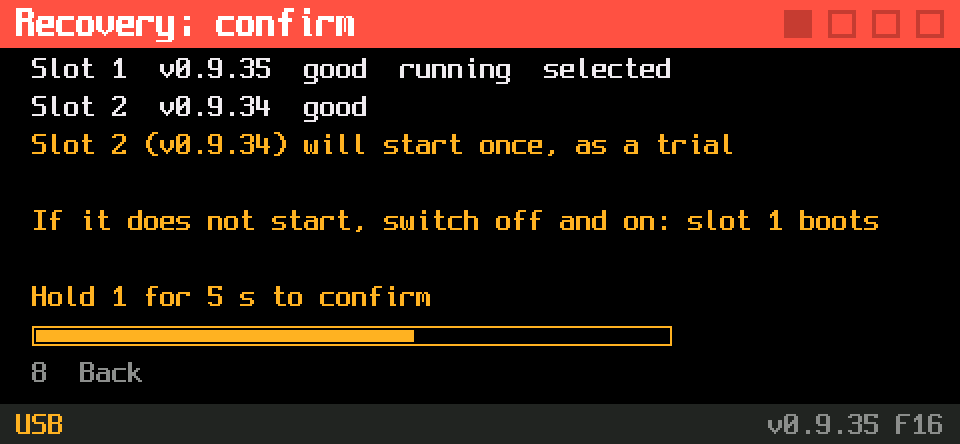 Recovery: confirm
Slot 1  v0.9.35  good  running  selected
Slot 2  v0.9.34  good
Slot 2 (v0.9.34) will start once, as a trial
If it does not start, switch off and on: slot 1 boots
Hold 1 for 5 s to confirm
8  Back
USB  v0.9.35 F16